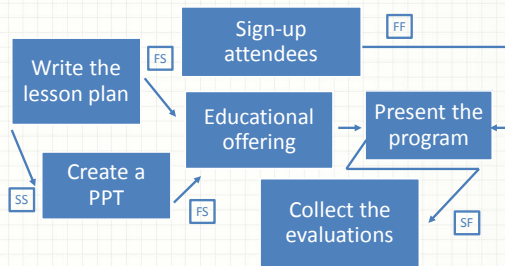 Sign-up
attendees
FF
Write the
lesson plan
FS
Educational
offering
Present the
program
Create a
PPT
SS
FS
Collect the
evaluations
SF